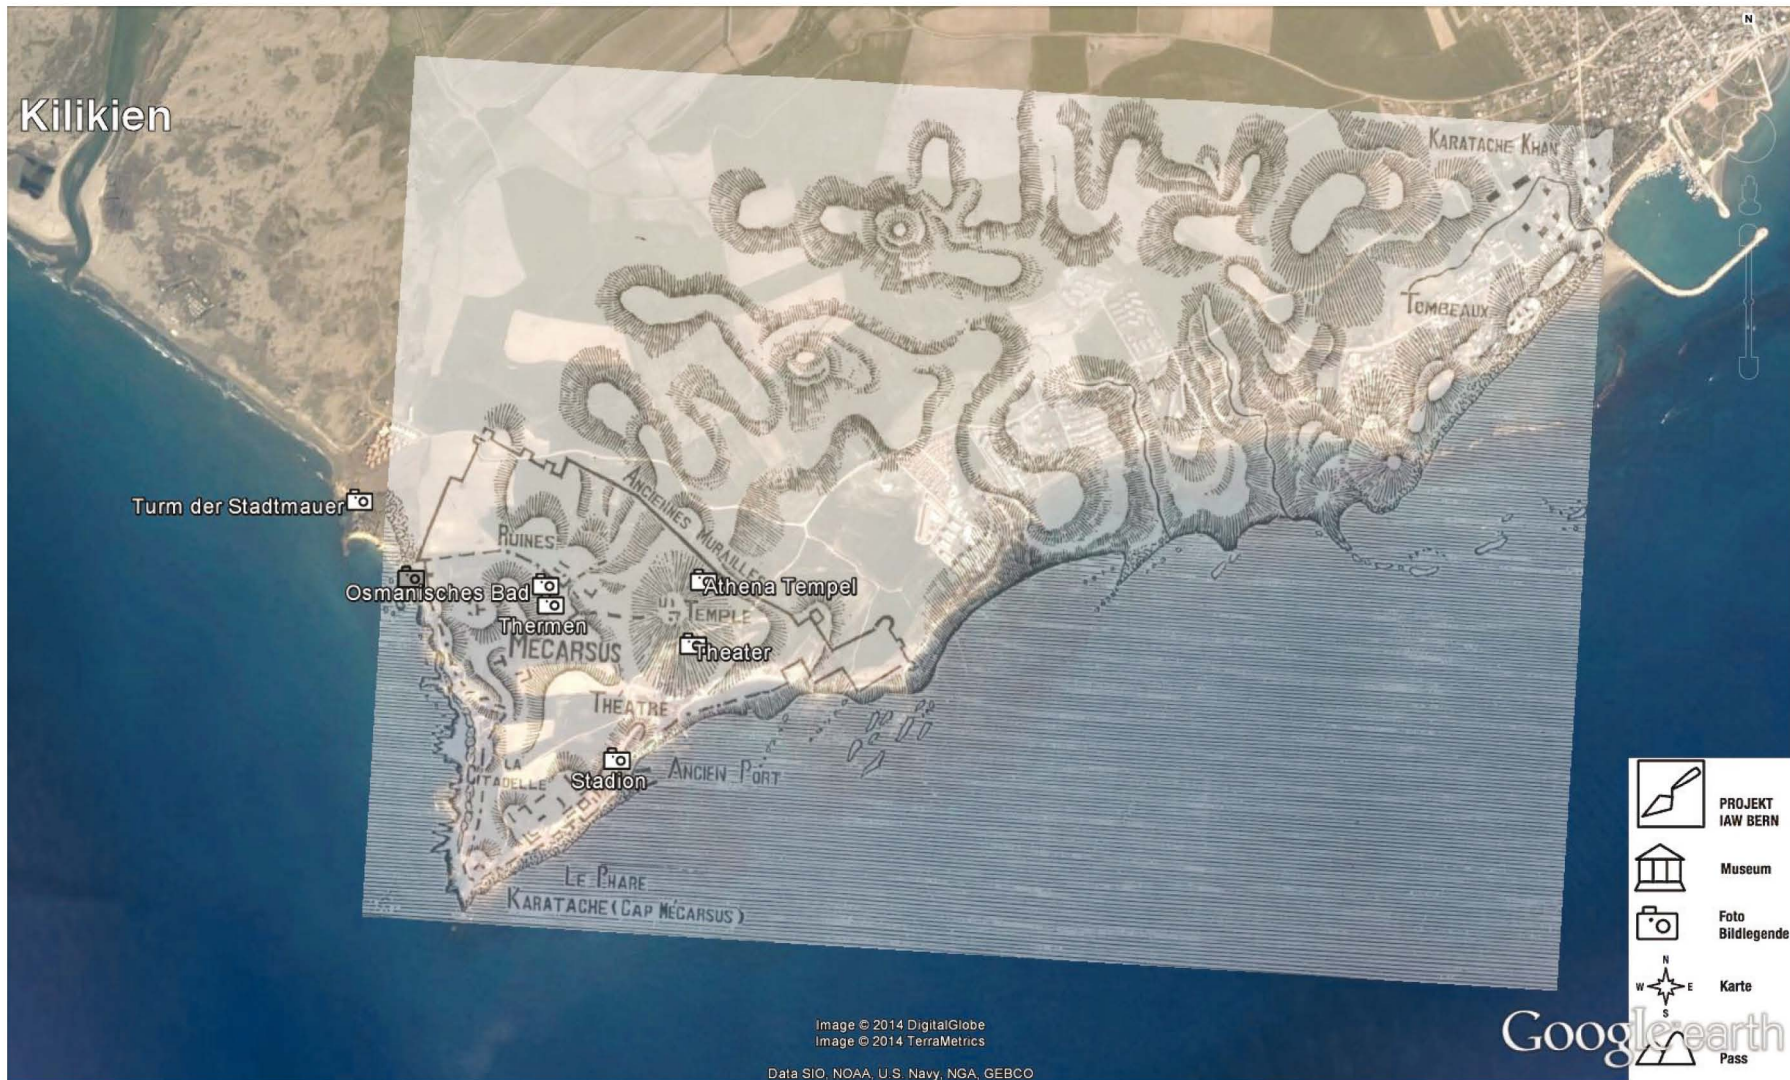 N
Kilikien
KARATACHE KHAN
TOMBEAUX
ANCIENNES MURAILLES
Turm der Stadtmauer
RUINES
Osmanisches Bad
Athena Tempel
TEMPLE
Thermen
MÉCARSUS
Theater
THÉATRE
LA
CITADELLE
Stadion
ANCIEN PORT
LE PHARE
KARATACHE (CAP MÉCARSUS)
PROJEKT
IAW BERN
Museum
Foto
Bildlegende
N
W E
S
Karte
Pass
Google earth
Image © 2014 DigitalGlobe
Image © 2014 TerraMetrics
Data SIO, NOAA, U.S. Navy, NGA, GEBCO